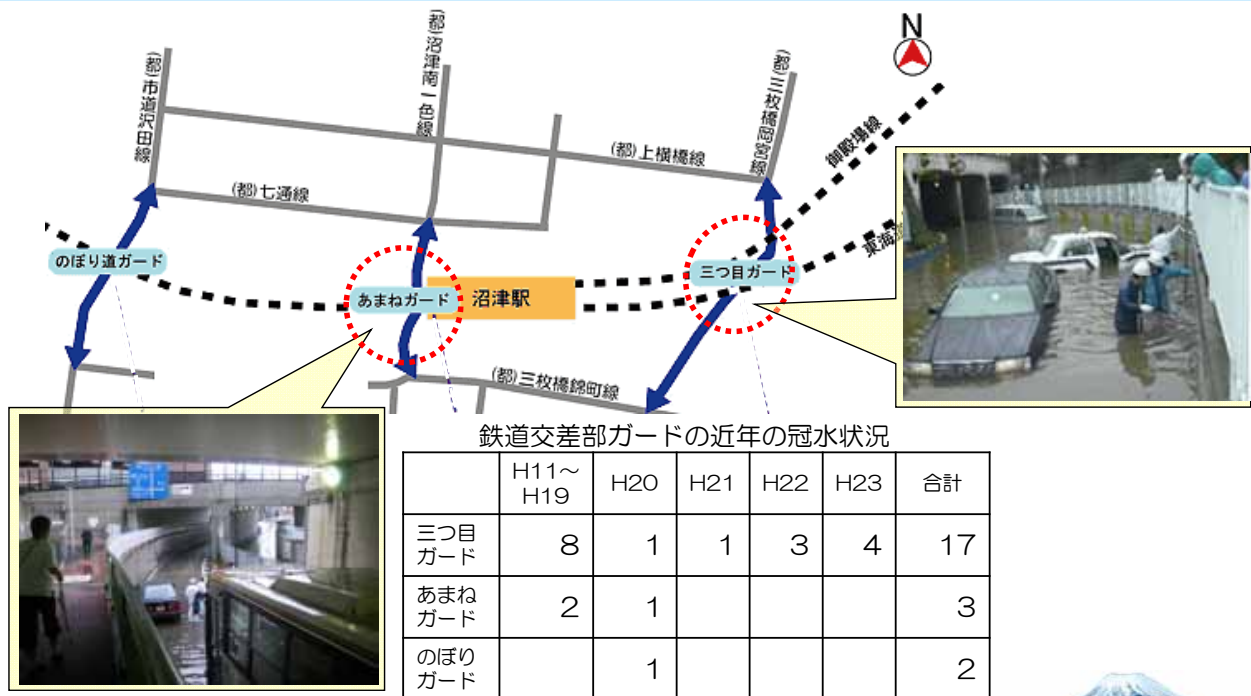 N
(都)市道沢田線
(都)沼津南一色線
(都)三枚橋岡宮線
御殿場線
(都)上横橋線
(都)七通線
東海道
のぼり道ガード
三つ目ガード
あまねガード
沼津駅
(都)三枚橋錦町線
鉄道交差部ガードの近年の冠水状況
H11~
H19
H20
H21
H22
H23
合計
三つ目
ガード
8
1
1
3
4
17
あまね
ガード
2
1
3
のぼり
ガード
1
2